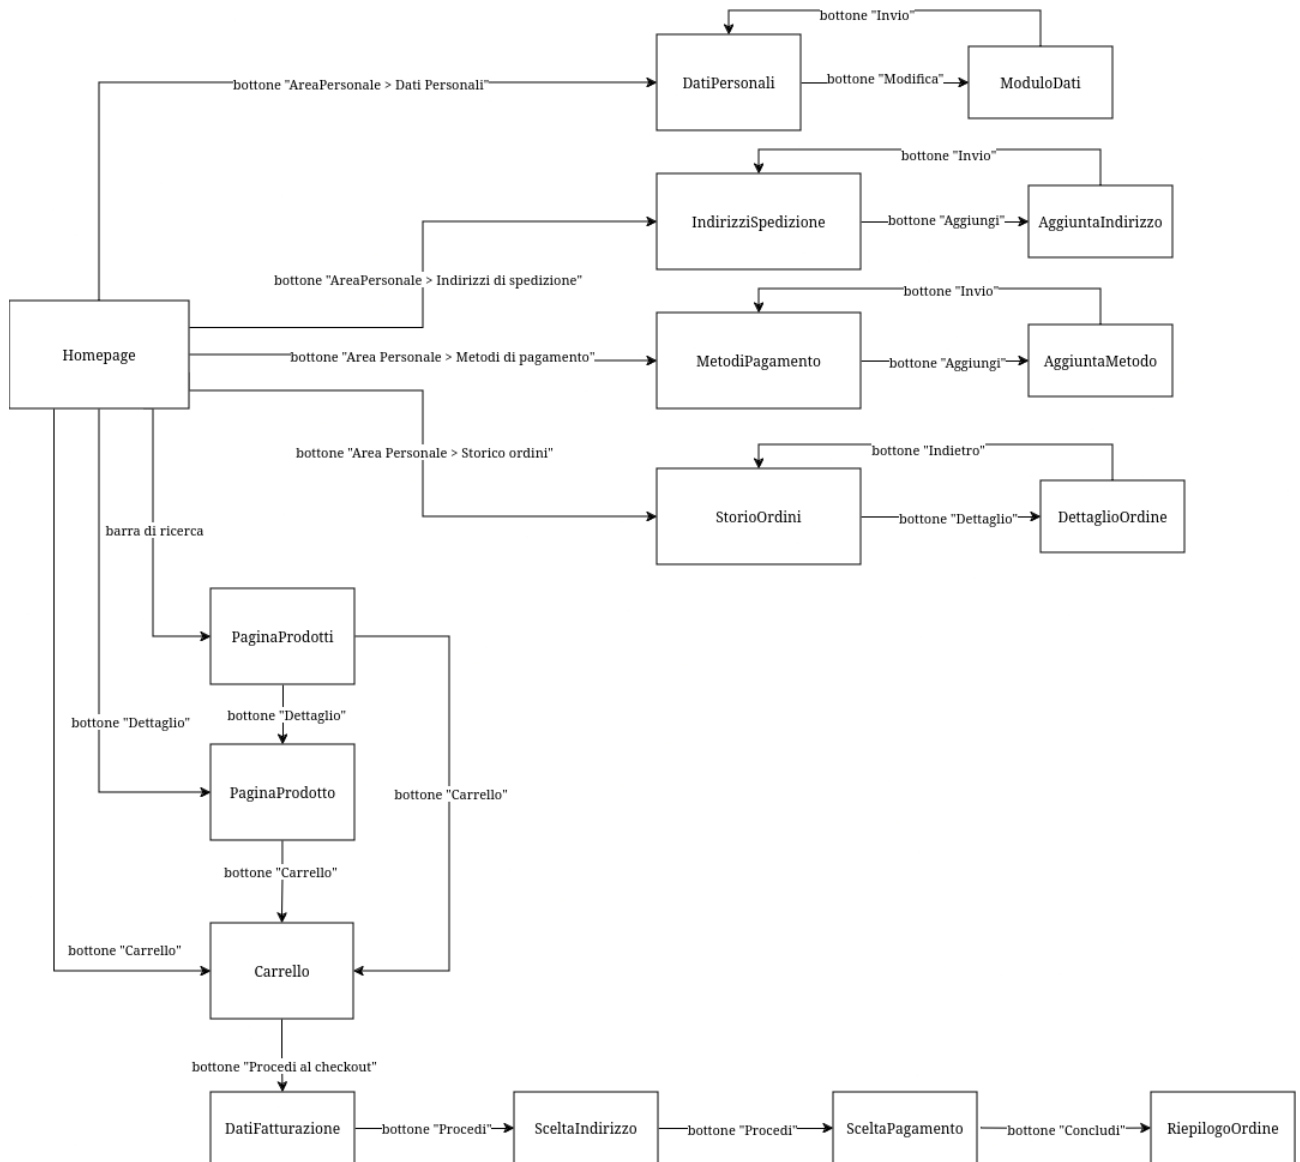 bottone "Invio"
bottone "AreaPersonale > Dati Personali"
DatiPersonali
bottone "Modifica"
ModuloDati
bottone "Invio"
IndirizziSpedizione
bottone "Aggiungi"
AggiuntaIndirizzo
bottone "AreaPersonale > Indirizzi di spedizione"
bottone "Invio"
Homepage
bottone "Area Personale > Metodi di pagamento"
MetodiPagamento
bottone "Aggiungi"
AggiuntaMetodo
bottone "Area Personale > Storico ordini"
bottone "Indietro"
StorioOrdini
bottone "Dettaglio"
DettaglioOrdine
barra di ricerca
PaginaProdotti
bottone "Dettaglio"
bottone "Dettaglio"
PaginaProdotto
bottone "Carrello"
bottone "Carrello"
bottone "Carrello"
Carrello
bottone "Procedi al checkout"
DatiFatturazione
bottone "Procedi"
SceltaIndirizzo
bottone "Procedi"
SceltaPagamento
bottone "Concludi"
RiepilogoOrdine